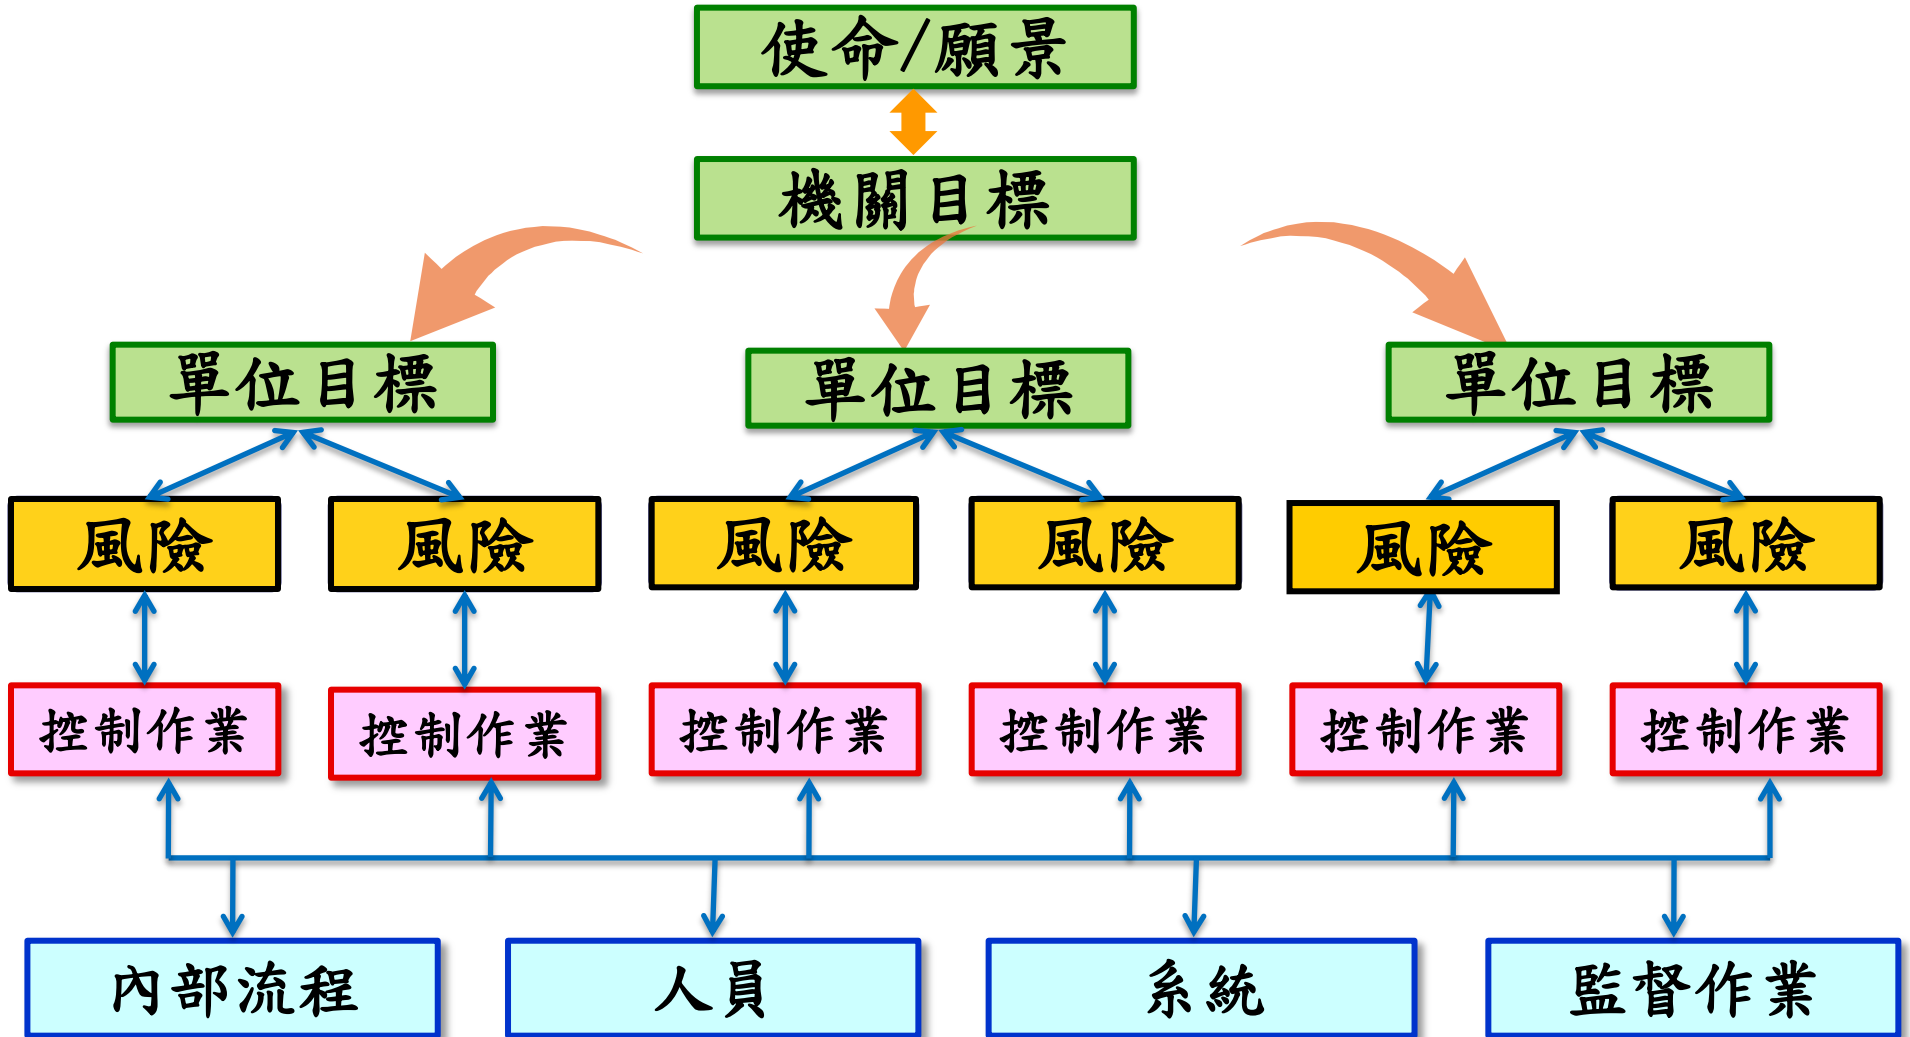 使命/願景
機關目標
單位目標
單位目標
單位目標
風險
風險
風險
風險
風險
風險
控制作業
控制作業
控制作業
控制作業
控制作業
控制作業
內部流程
人員
系統
監督作業